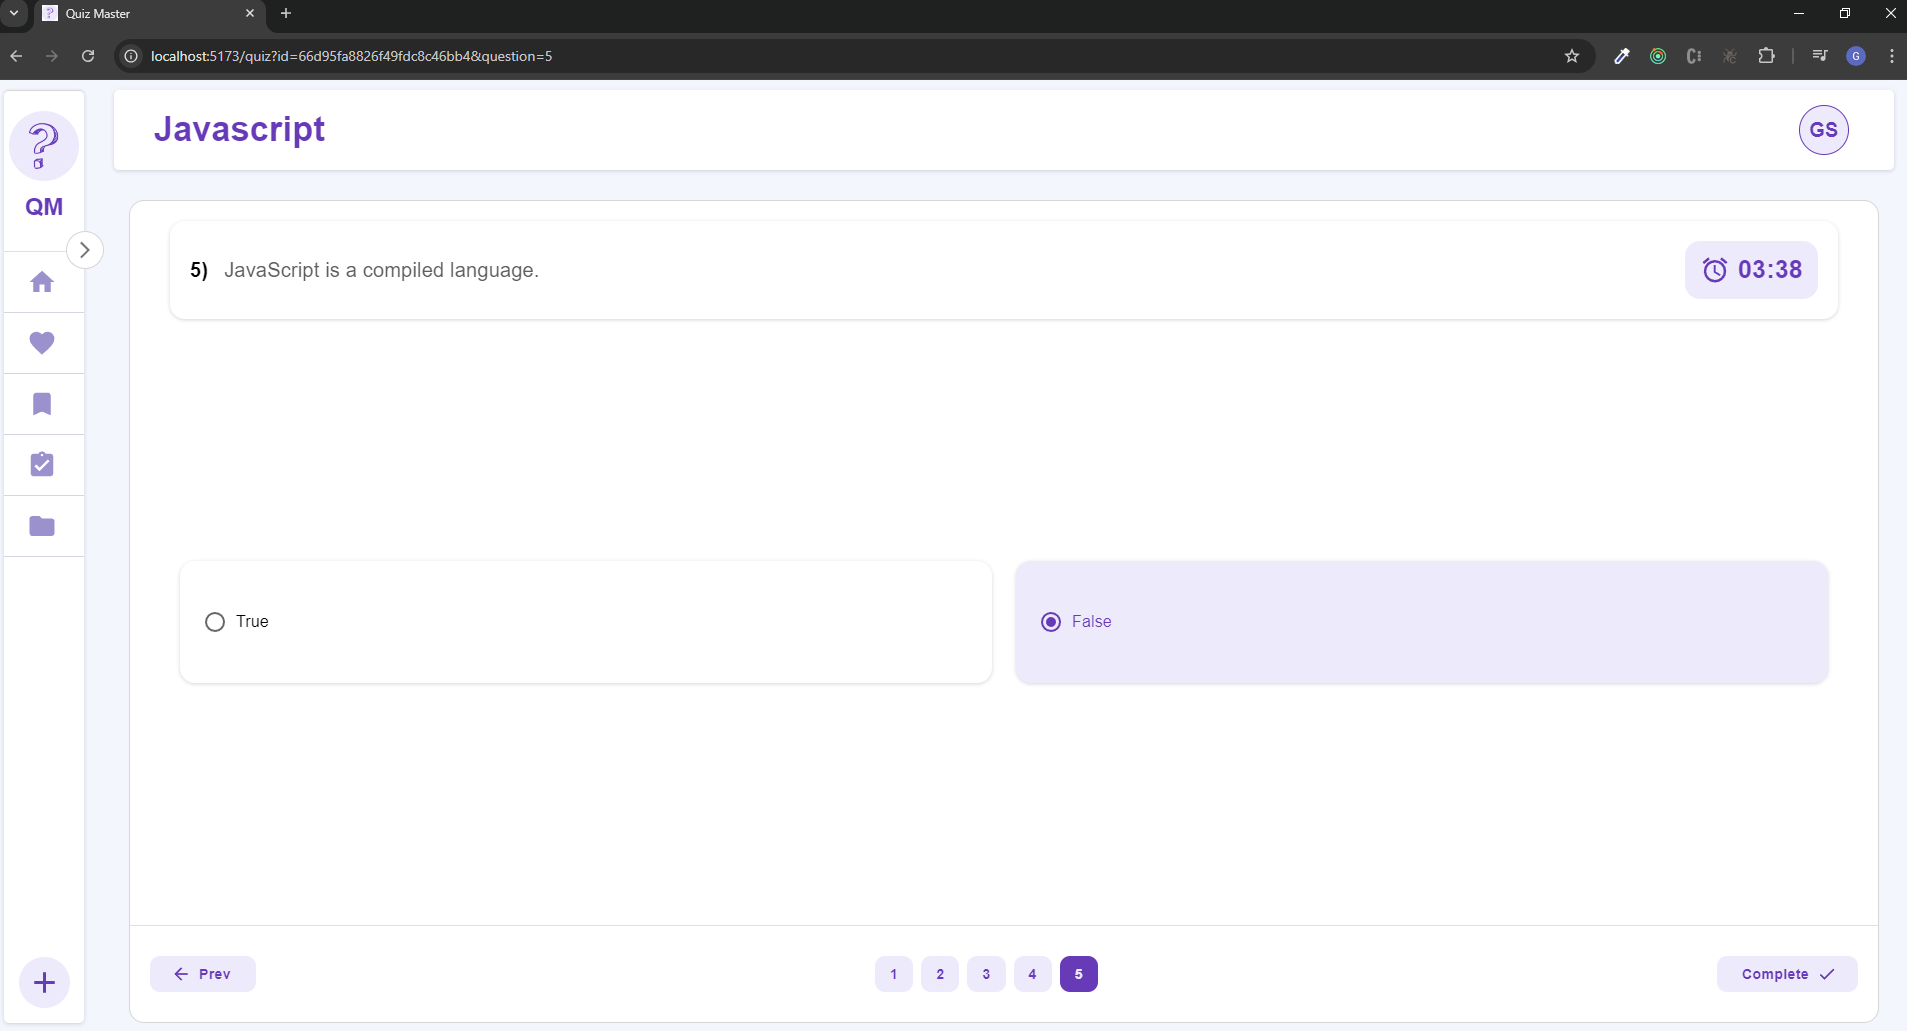 Quiz Master
localhost:5173/quiz?id=66d95fa8826f49fdc8c46bb4&question=5
G
?
QM
Javascript
GS
5) JavaScript is a compiled language.
03:38
True
False
Prev
1 2 3 4 5
Complete